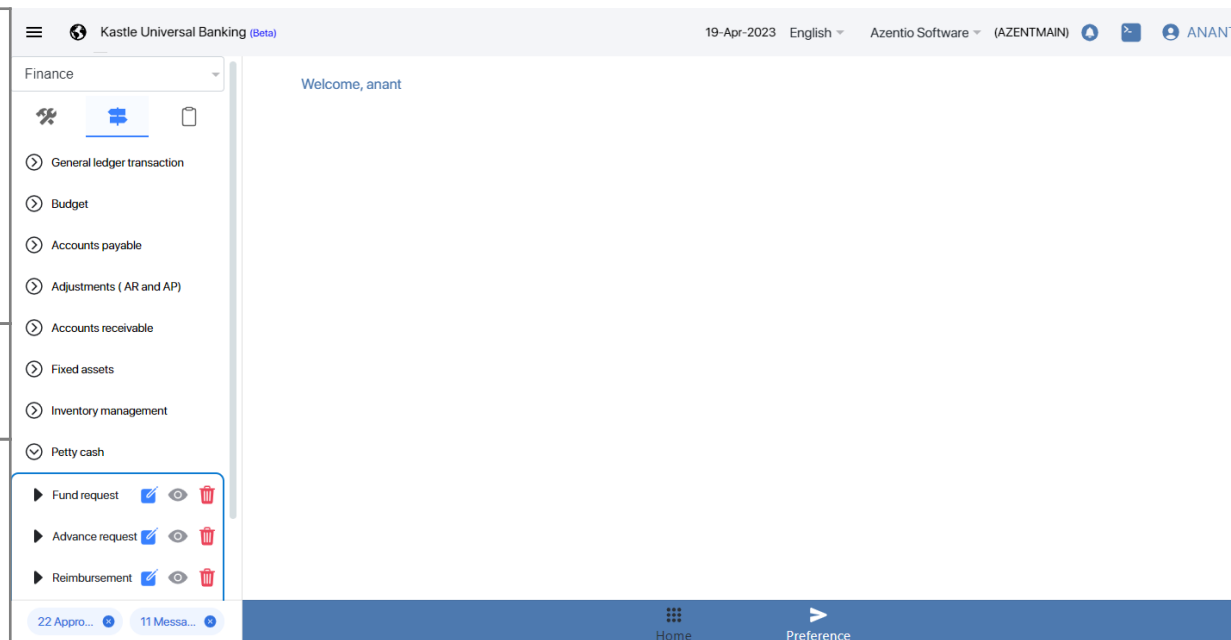 Kastle Universal Banking (Beta)
19-Apr-2023 English Azentio Software (AZENTMAIN) ANANT
Finance
Welcome, anant
General ledger transaction
Budget
Accounts payable
Adjustments ( AR and AP)
Accounts receivable
Fixed assets
Inventory management
Petty cash
Fund request
Advance request
Reimbursement
22 Appro... 11 Messa...
Home Preference